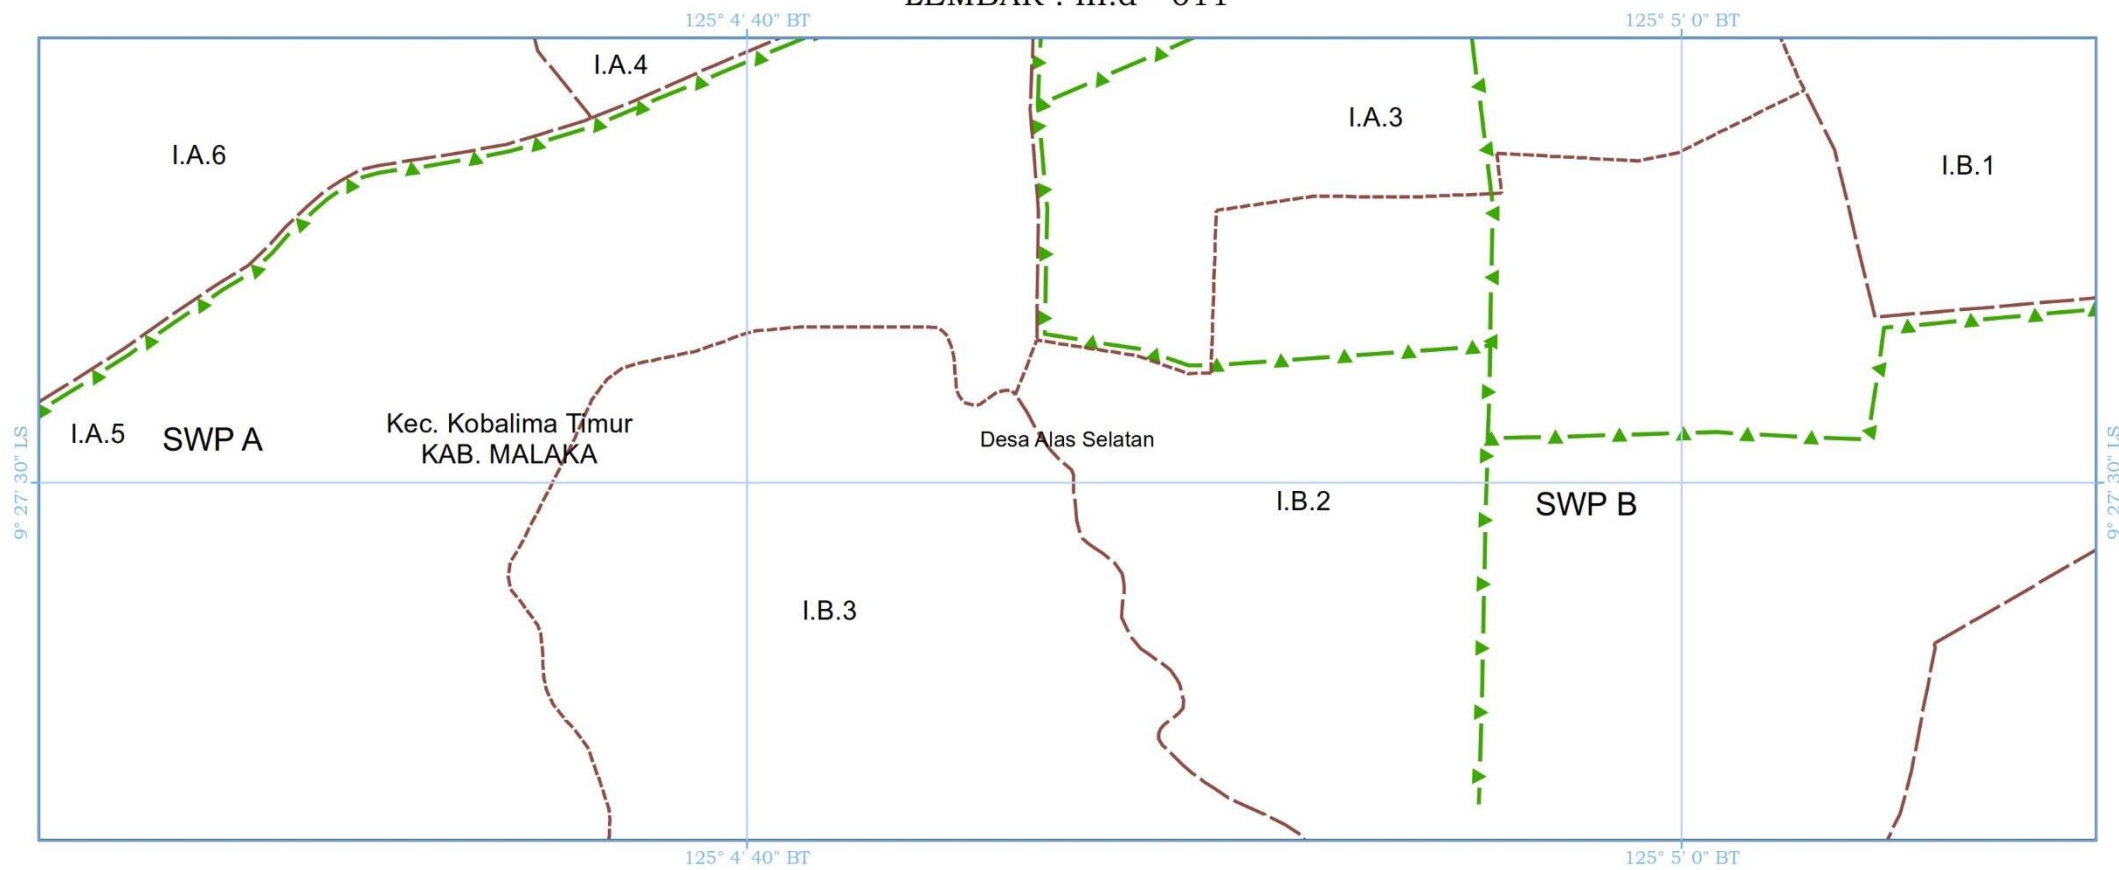 125° 4' 40" BT
125° 5' 0" BT
I.A.4
I.A.3
I.A.6
I.B.1
I.A.5
SWP A
Kec. Kobalima Timur
KAB. MALAKA
Desa Alas Selatan
9° 27' 30" LS
9° 27' 30" LS
I.B.2
SWP B
I.B.3
125° 4' 40" BT
125° 5' 0" BT